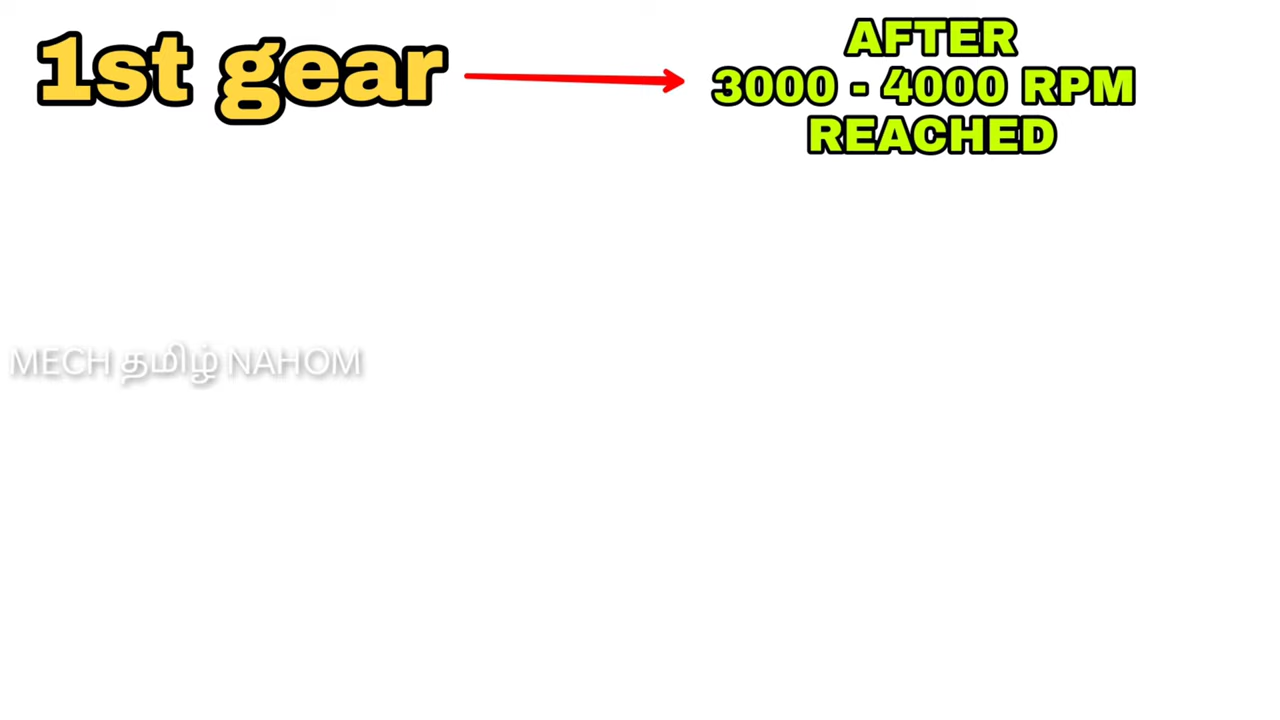 1st gear
AFTER
3000 - 4000 RPM
REACHED
MECH தமிழ் NAHOM